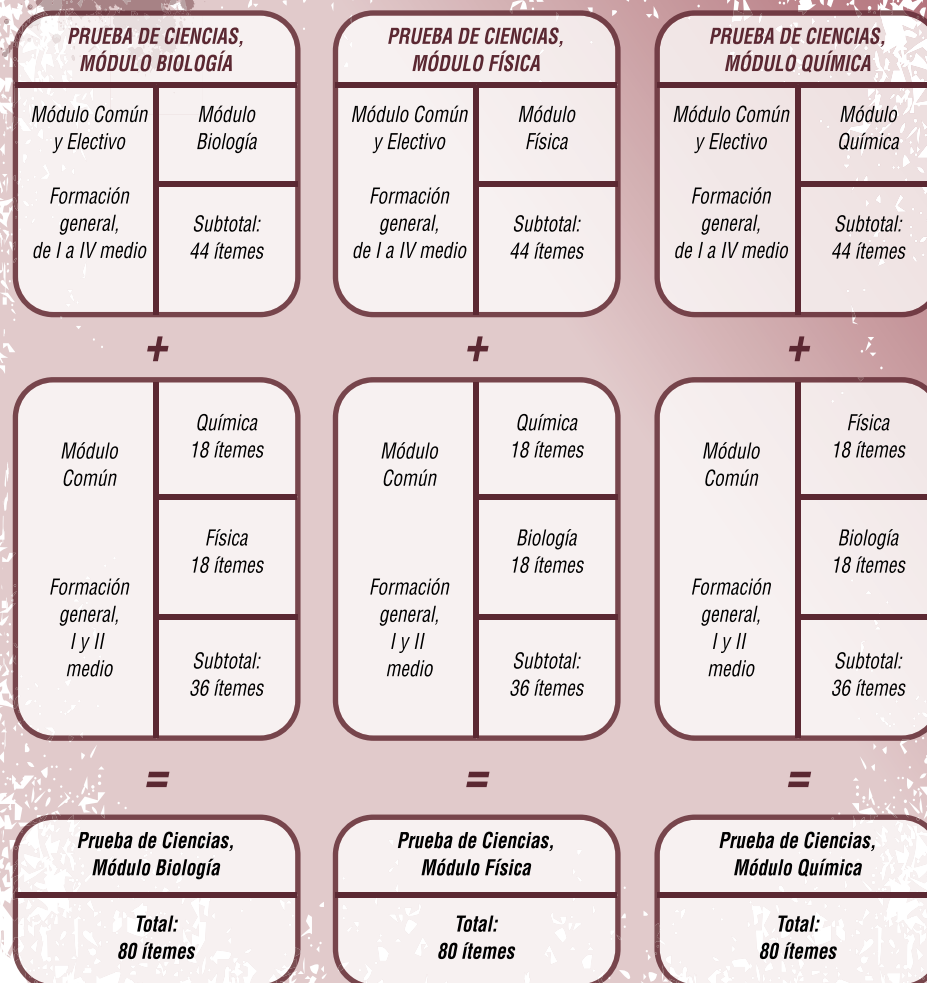 PRUEBA DE CIENCIAS,
MÓDULO BIOLOGÍA
Módulo Común
y Electivo
Formación
general,
de I a IV medio
Módulo
Biología
Subtotal:
44 ítemes
+
Módulo
Común
Formación
general,
I y II
medio
Química
18 ítemes
Física
18 ítemes
Subtotal:
36 ítemes
=
Prueba de Ciencias,
Módulo Biología
Total:
80 ítemes
PRUEBA DE CIENCIAS,
MÓDULO FÍSICA
Módulo Común
y Electivo
Formación
general,
de I a IV medio
Módulo
Física
Subtotal:
44 ítemes
+
Módulo
Común
Formación
general,
I y II
medio
Química
18 ítemes
Biología
18 ítemes
Subtotal:
36 ítemes
=
Prueba de Ciencias,
Módulo Física
Total:
80 ítemes
PRUEBA DE CIENCIAS,
MÓDULO QUÍMICA
Módulo Común
y Electivo
Formación
general,
de I a IV medio
Módulo
Química
Subtotal:
44 ítemes
+
Módulo
Común
Formación
general,
I y II
medio
Física
18 ítemes
Biología
18 ítemes
Subtotal:
36 ítemes
=
Prueba de Ciencias,
Módulo Química
Total:
80 ítemes